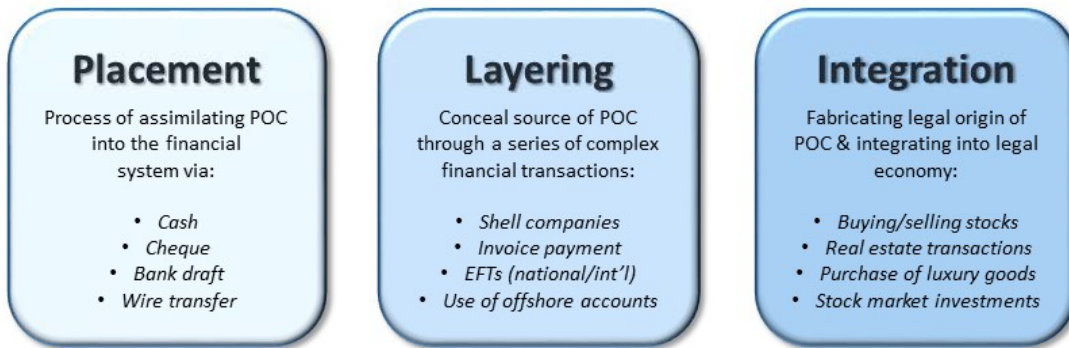 Placement
Process of assimilating POC
into the financial
system via:
• Cash
• Cheque
• Bank draft
• Wire transfer
Layering
Conceal source of POC
through a series of complex
financial transactions:
• Shell companies
• Invoice payment
• EFTs (national/int’l)
• Use of offshore accounts
Integration
Fabricating legal origin of
POC & integrating into legal
economy:
• Buying/selling stocks
• Real estate transactions
• Purchase of luxury goods
• Stock market investments